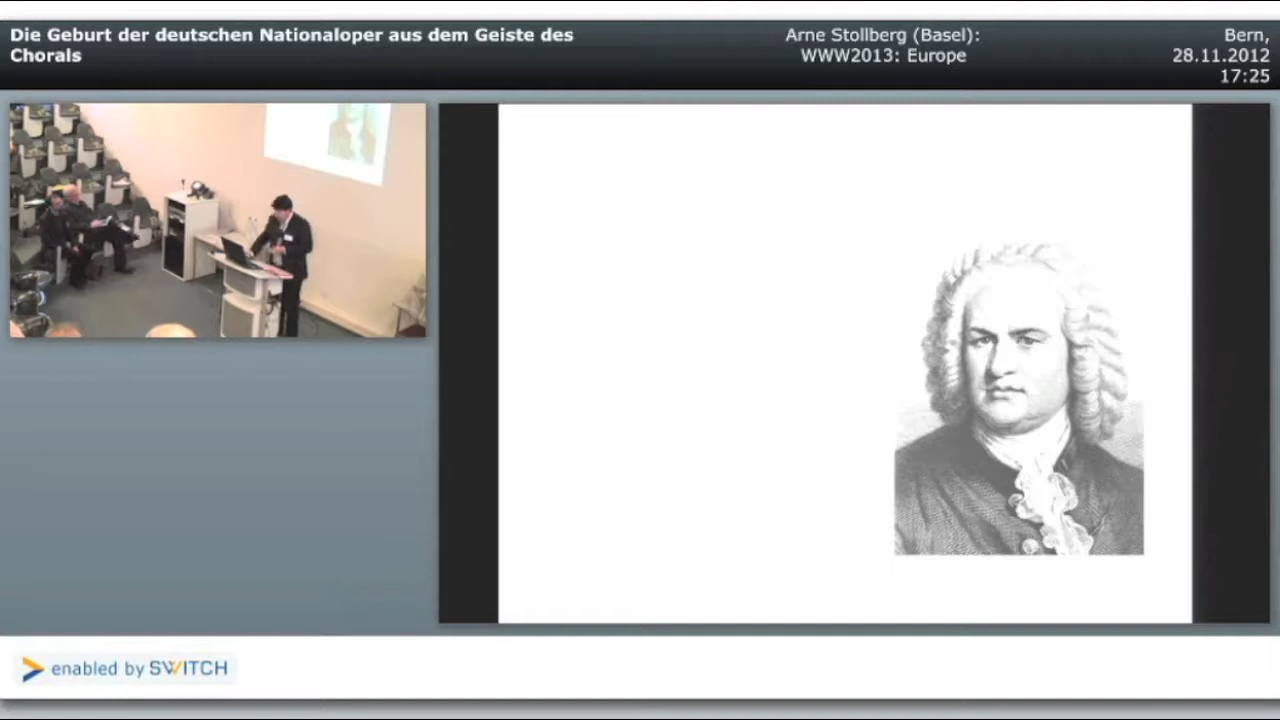 Die Geburt der deutschen Nationaloper aus dem Geiste des
Chorals
Arne Stollberg (Basel):
WWW2013: Europe
Bern,
28.11.2012
17:25
enabled by SWITCH